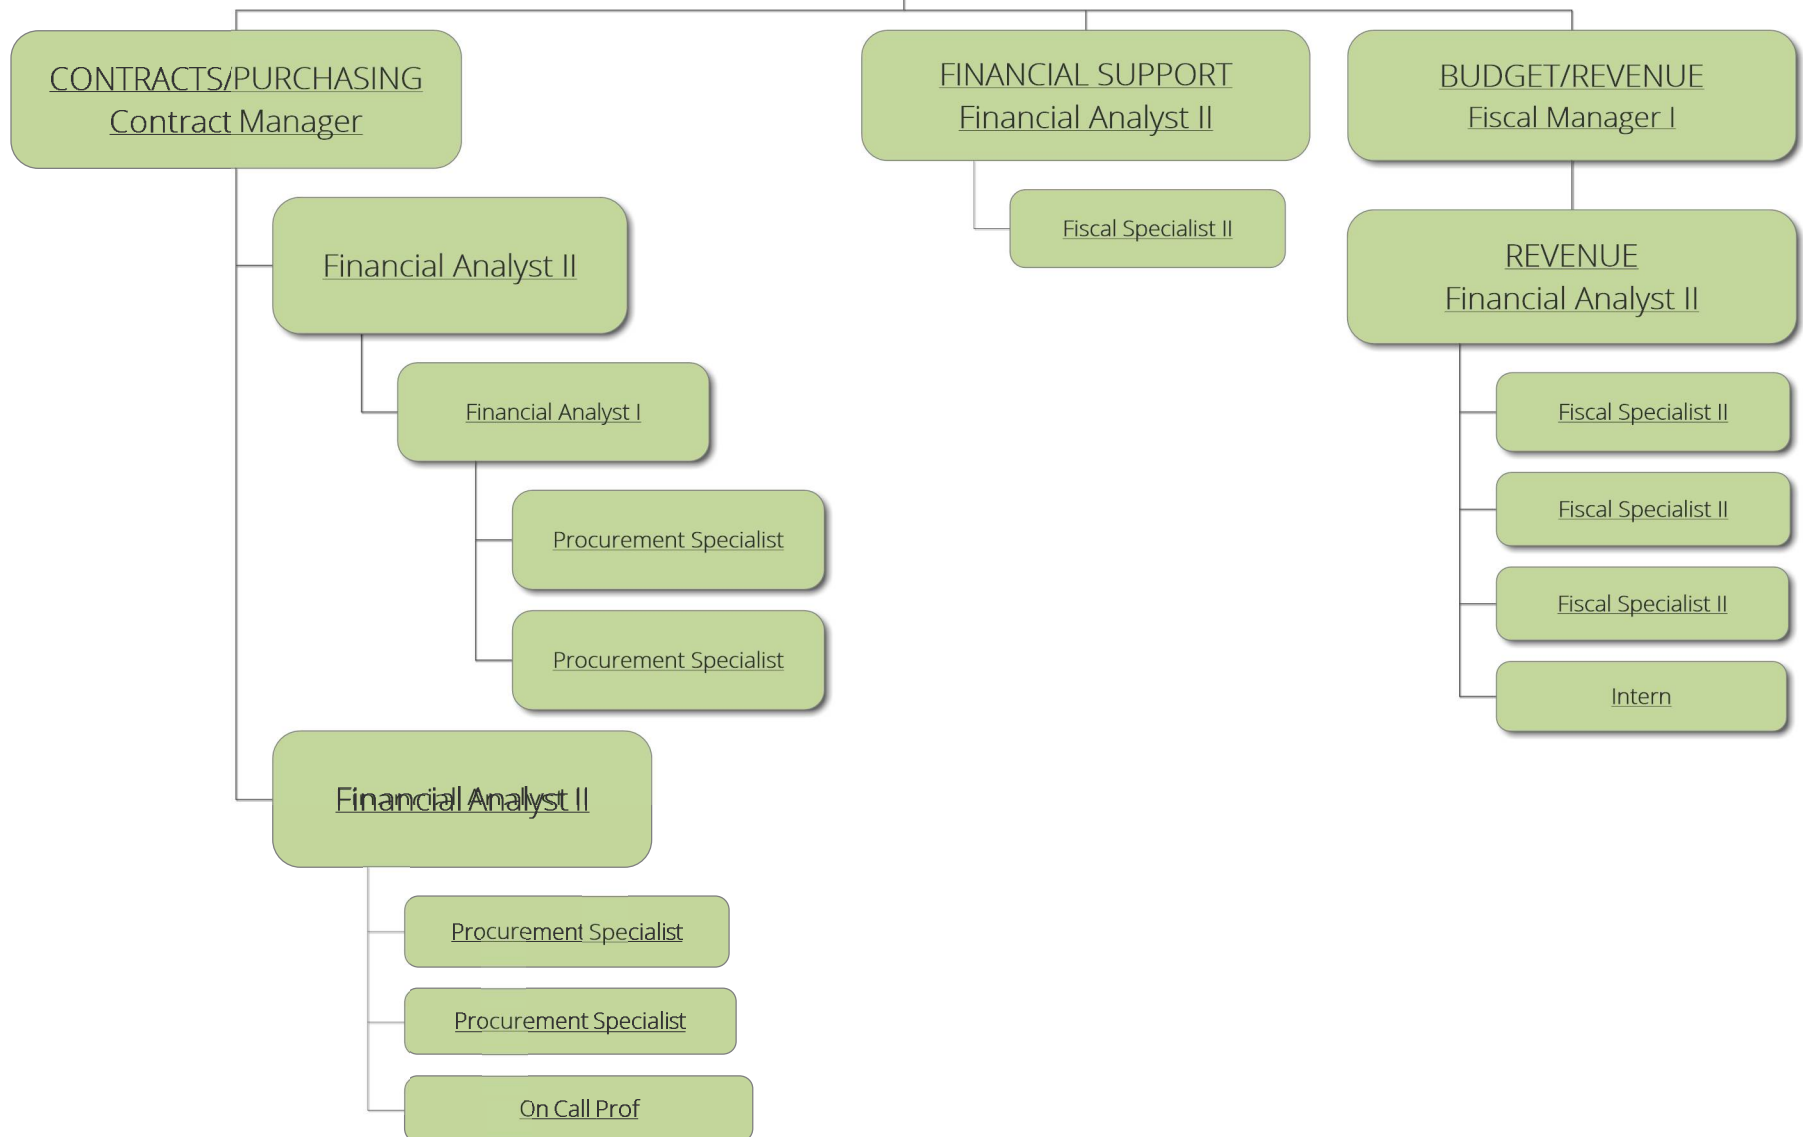 CONTRACTS/PURCHASING
Contract Manager
Financial Analyst II
Financial Analyst I
Procurement Specialist
Procurement Specialist
Financial Analyst II
Procurement Specialist
Procurement Specialist
On Call Prof
FINANCIAL SUPPORT
Financial Analyst II
Fiscal Specialist II
BUDGET/REVENUE
Fiscal Manager I
REVENUE
Financial Analyst II
Fiscal Specialist II
Fiscal Specialist II
Fiscal Specialist II
Intern